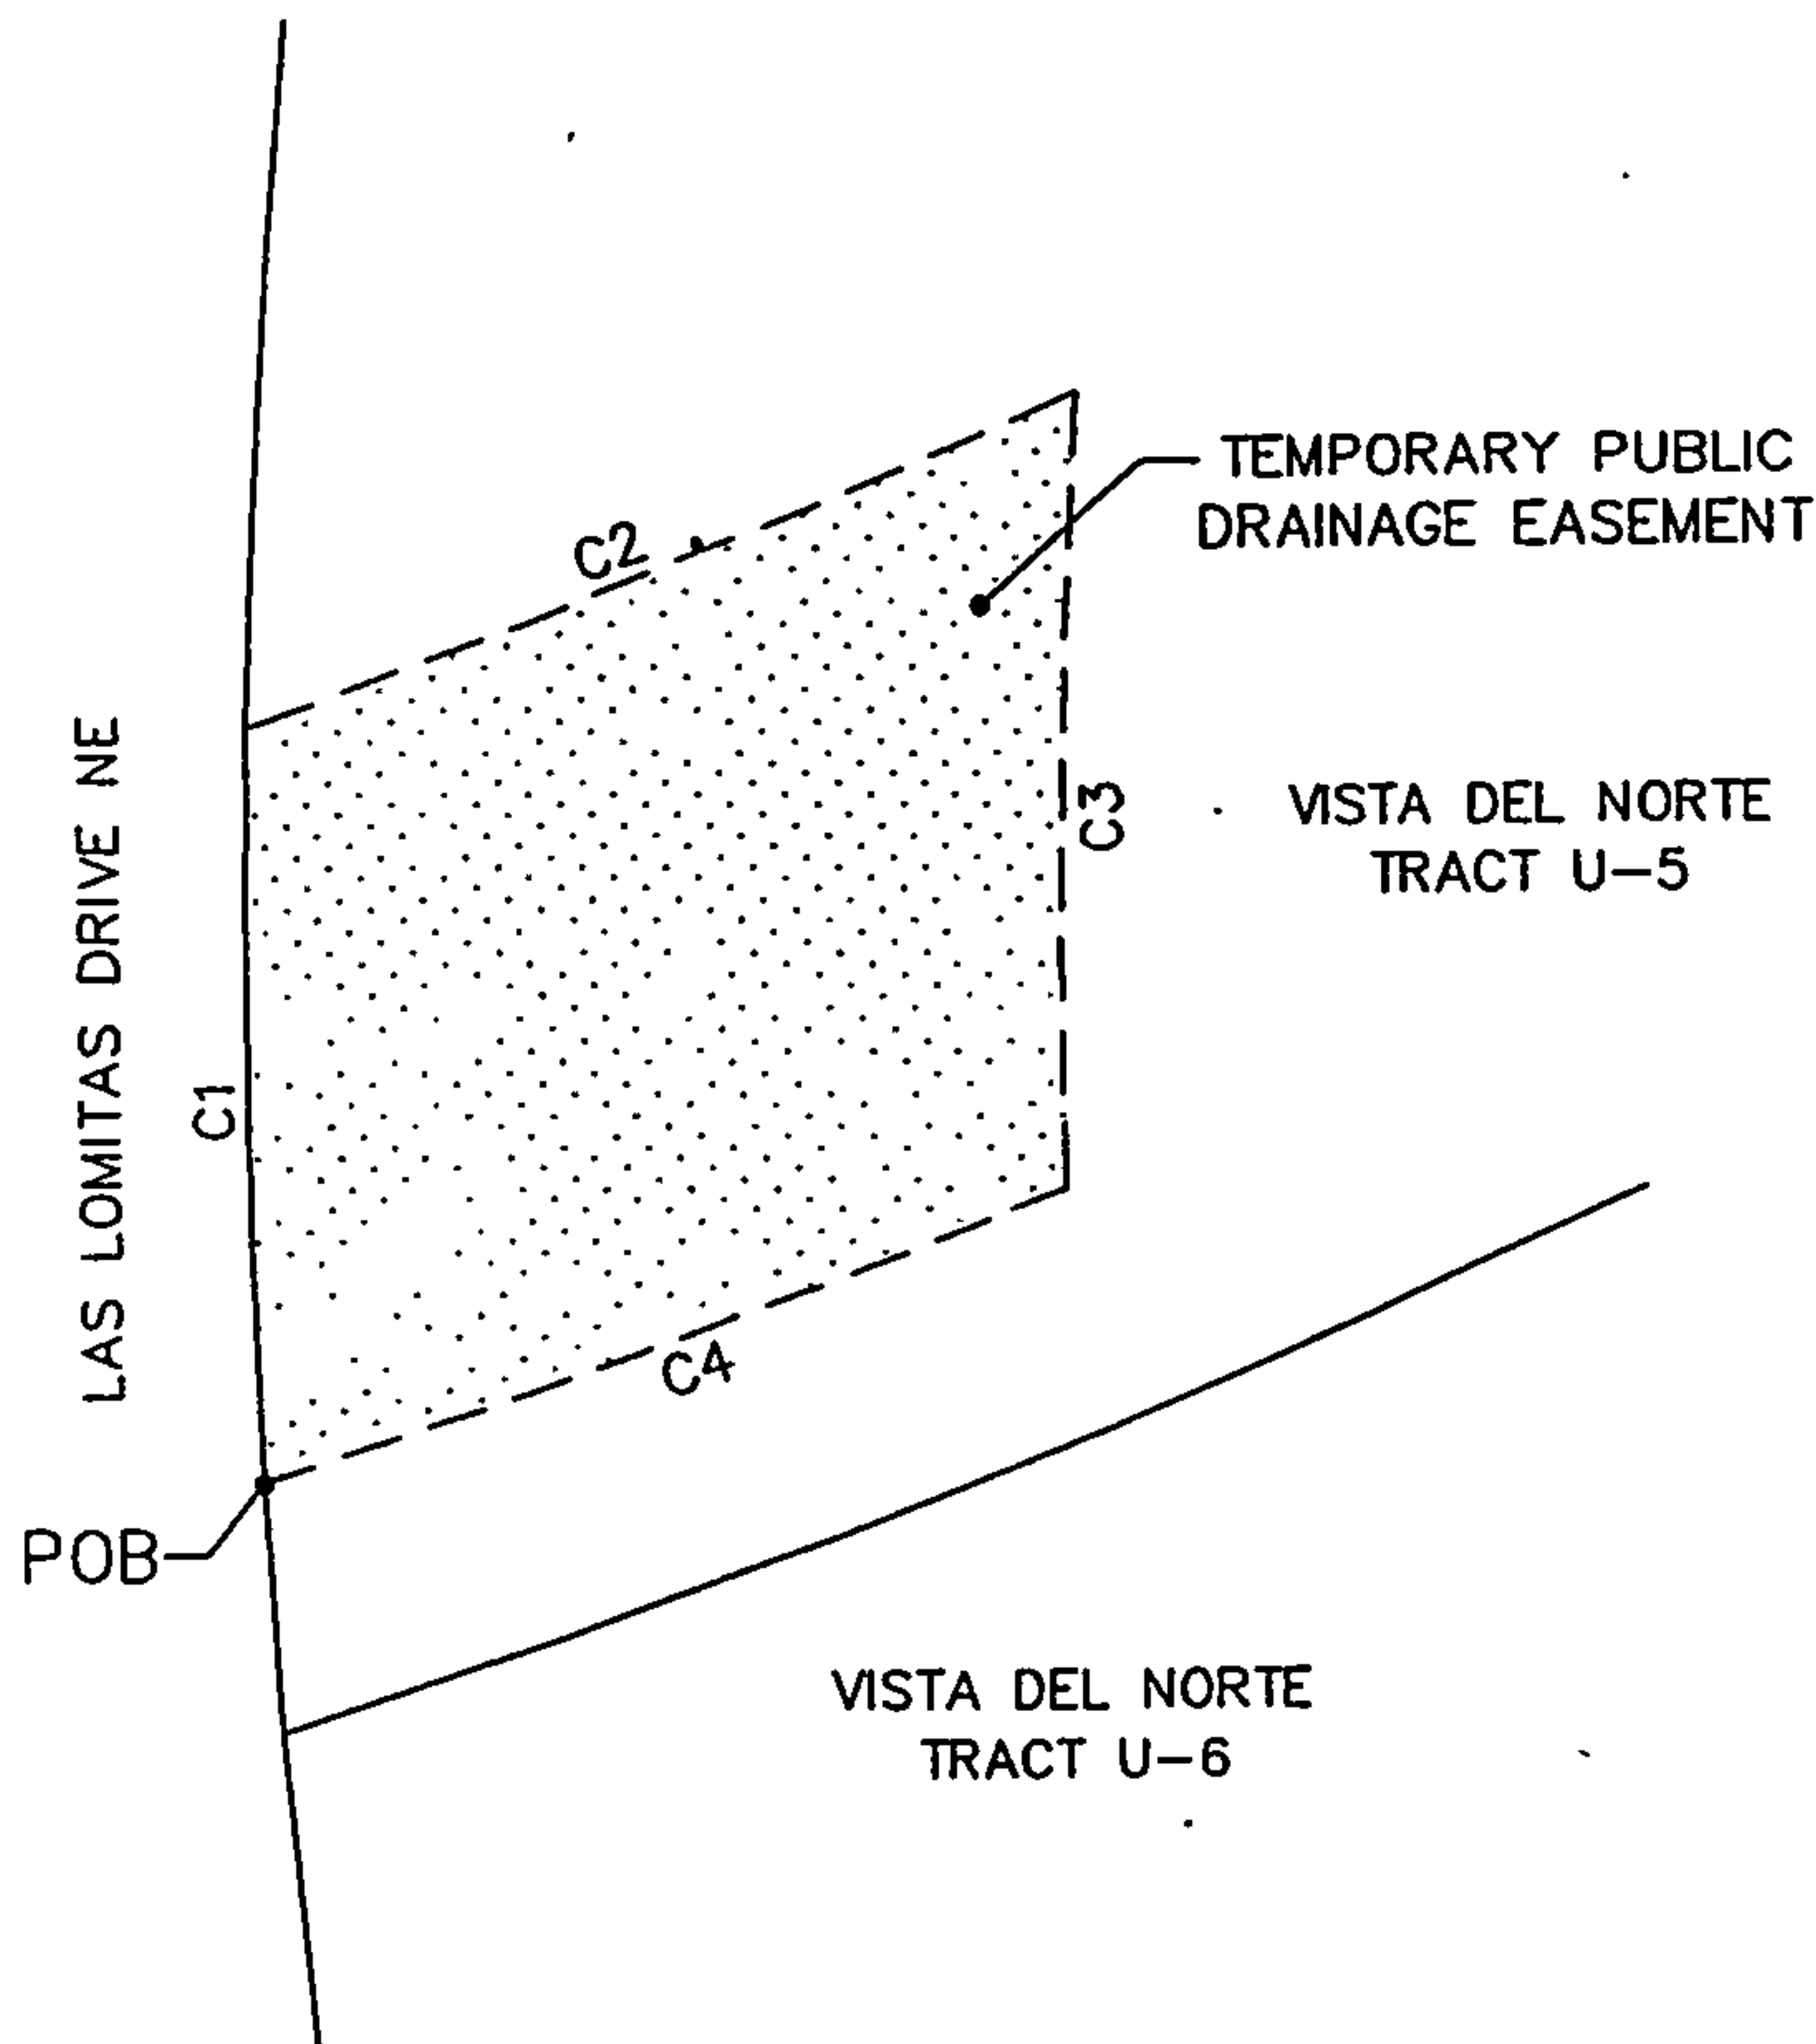 TEMPORARY PUBLIC
DRAINAGE EASEMENT
C2
LAS LOMITAS DRIVE NE
C3
VISTA DEL NORTE
TRACT U-5
C1
C4
POB
VISTA DEL NORTE
TRACT U-6